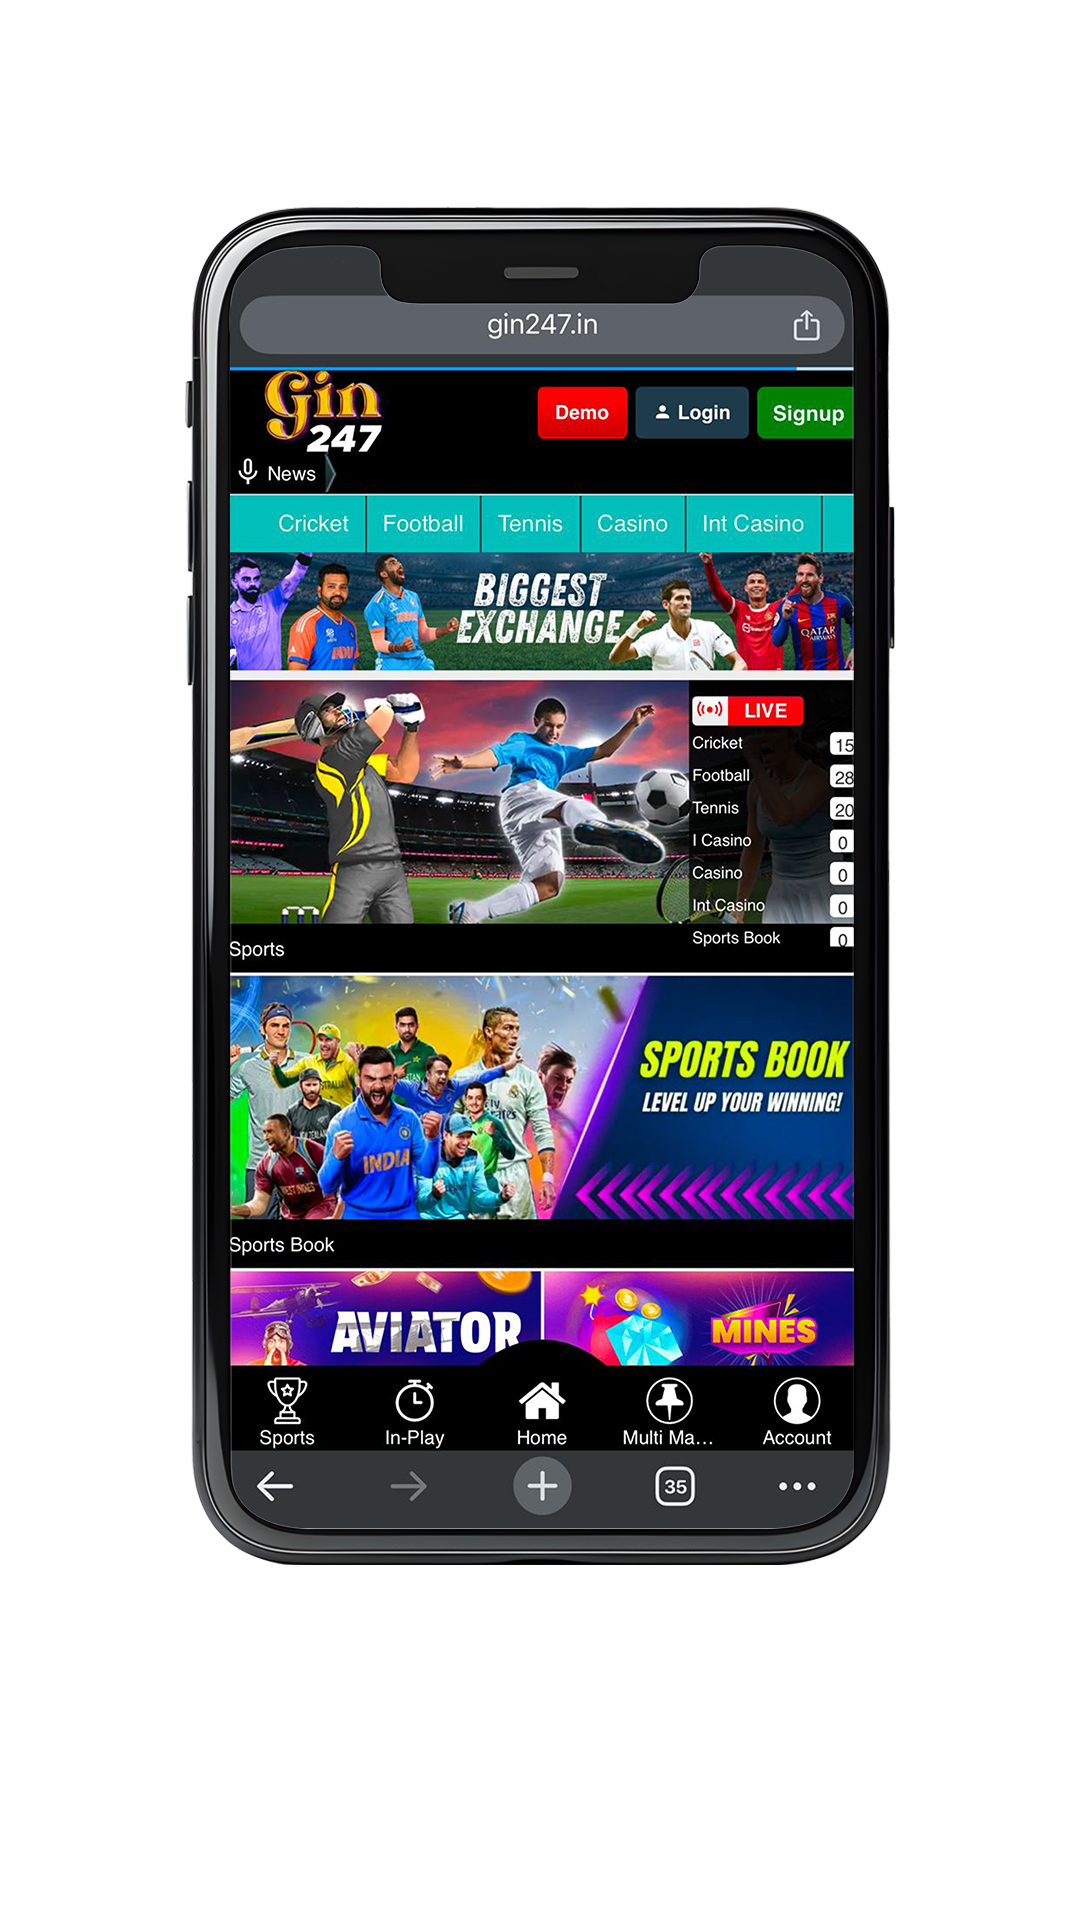 gin247.in
Gin
247
Demo
Login
Signup
News
Cricket
Football
Tennis
Casino
Int Casino
BIGGEST
EXCHANGE
INDIA
QATAR
AIRWAYS
LIVE
Cricket 15
Football 28
Tennis 20
I Casino 0
Casino 0
Int Casino 0
Sports Book 0
Sports
SPORTS BOOK
LEVEL UP YOUR WINNING!
INDIA
Sports Book
AVIATOR
MINES
Sports
In-Play
Home
Multi Ma...
Account
35